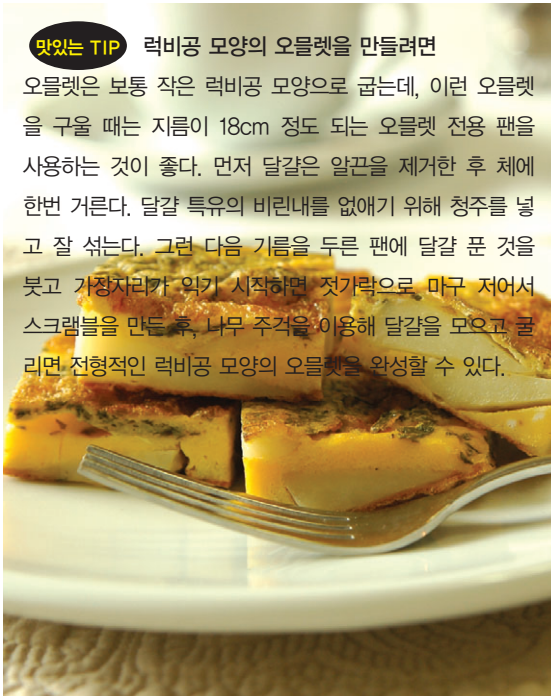 맛있는 TIP 럭비공 모양의 오믈렛을 만들려면
오믈렛은 보통 작은 럭비공 모양으로 굽는데, 이런 오믈렛
을 구울 때는 지름이 18cm 정도 되는 오믈렛 전용 팬을
사용하는 것이 좋다. 먼저 달걀은 알끈을 제거한 후 체에
한번 거른다. 달걀 특유의 비린내를 없애기 위해 청주를 넣
고 잘 섞는다. 그런 다음 기름을 두른 팬에 달걀 푼 것을
붓고 가장자리가 익기 시작하면 젓가락으로 마구 저어서
스크램블을 만든 후, 나무 주걱을 이용해 달걀을 모으고 굴
리면 전형적인 럭비공 모양의 오믈렛을 완성할 수 있다.